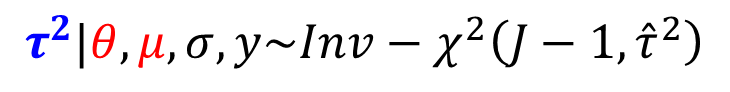 τ²|θ, μ, σ, y~Inv − χ²(J − 1, τ̂²)